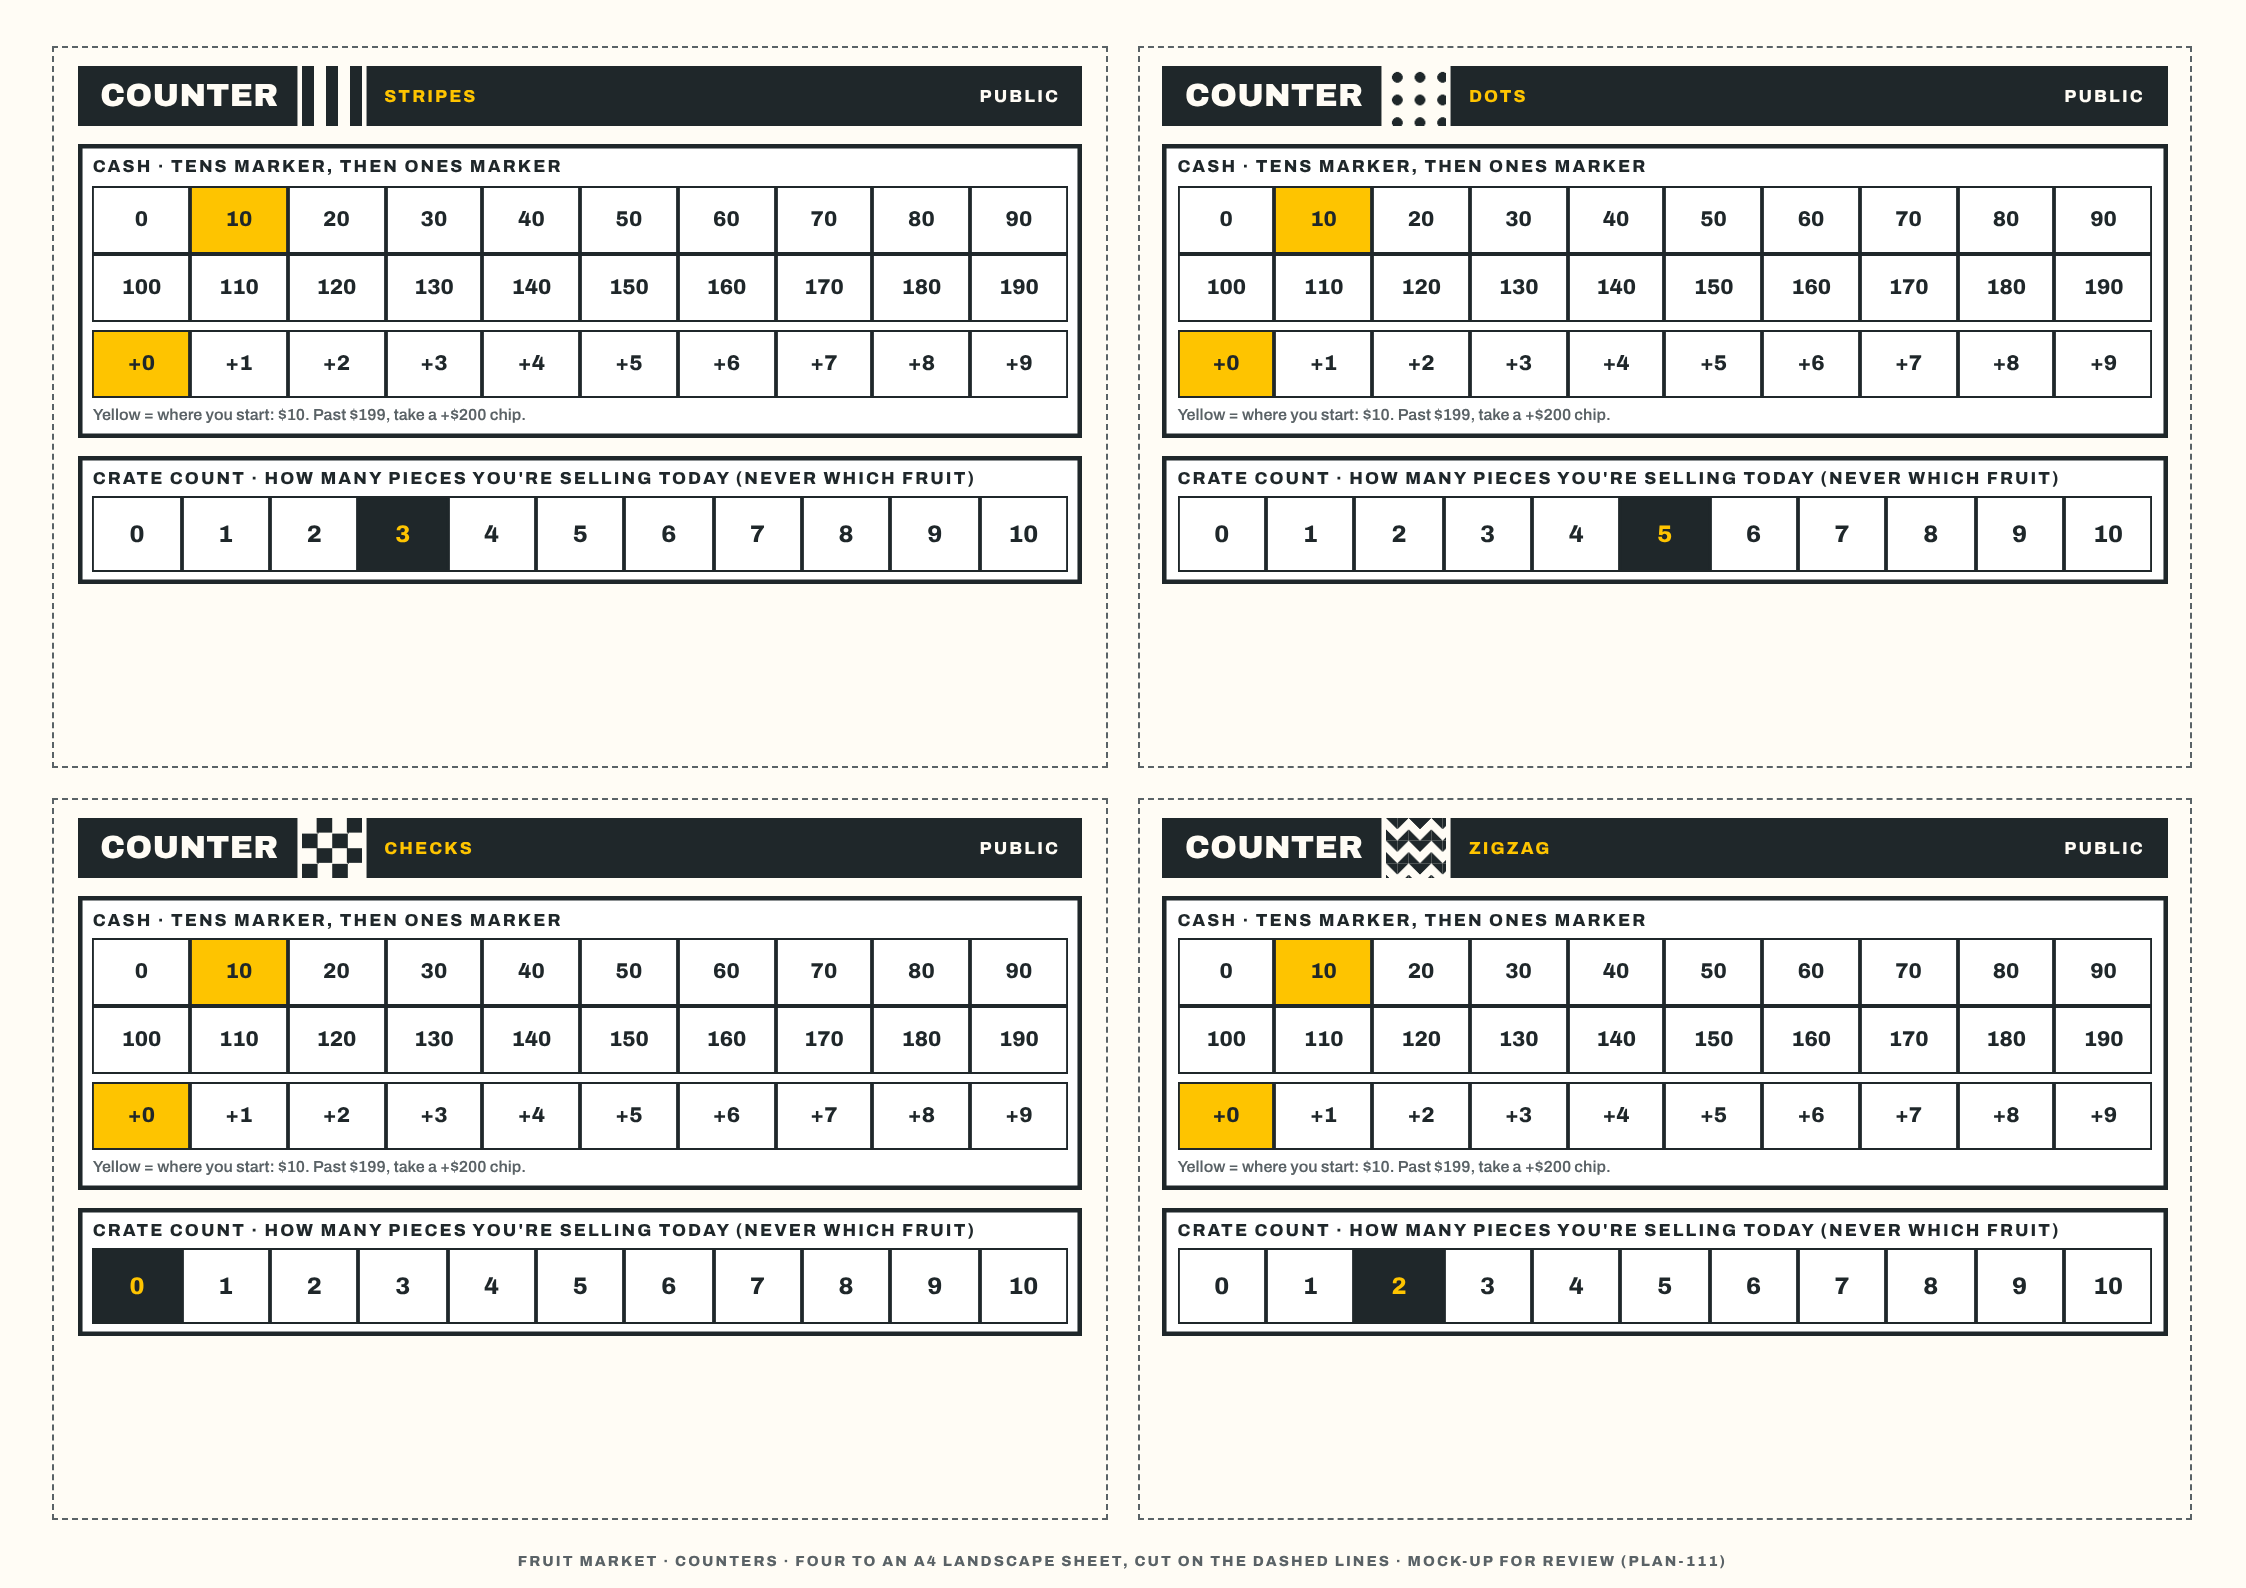 COUNTER STRIPES PUBLIC
CASH · TENS MARKER, THEN ONES MARKER
0 10 20 30 40 50 60 70 80 90
100 110 120 130 140 150 160 170 180 190
+0 +1 +2 +3 +4 +5 +6 +7 +8 +9
Yellow = where you start: $10. Past $199, take a +$200 chip.
CRATE COUNT · HOW MANY PIECES YOU'RE SELLING TODAY (NEVER WHICH FRUIT)
0 1 2 3 4 5 6 7 8 9 10
COUNTER DOTS PUBLIC
CASH · TENS MARKER, THEN ONES MARKER
0 10 20 30 40 50 60 70 80 90
100 110 120 130 140 150 160 170 180 190
+0 +1 +2 +3 +4 +5 +6 +7 +8 +9
Yellow = where you start: $10. Past $199, take a +$200 chip.
CRATE COUNT · HOW MANY PIECES YOU'RE SELLING TODAY (NEVER WHICH FRUIT)
0 1 2 3 4 5 6 7 8 9 10
COUNTER CHECKS PUBLIC
CASH · TENS MARKER, THEN ONES MARKER
0 10 20 30 40 50 60 70 80 90
100 110 120 130 140 150 160 170 180 190
+0 +1 +2 +3 +4 +5 +6 +7 +8 +9
Yellow = where you start: $10. Past $199, take a +$200 chip.
CRATE COUNT · HOW MANY PIECES YOU'RE SELLING TODAY (NEVER WHICH FRUIT)
0 1 2 3 4 5 6 7 8 9 10
COUNTER ZIGZAG PUBLIC
CASH · TENS MARKER, THEN ONES MARKER
0 10 20 30 40 50 60 70 80 90
100 110 120 130 140 150 160 170 180 190
+0 +1 +2 +3 +4 +5 +6 +7 +8 +9
Yellow = where you start: $10. Past $199, take a +$200 chip.
CRATE COUNT · HOW MANY PIECES YOU'RE SELLING TODAY (NEVER WHICH FRUIT)
0 1 2 3 4 5 6 7 8 9 10
FRUIT MARKET · COUNTERS · FOUR TO AN A4 LANDSCAPE SHEET, CUT ON THE DASHED LINES · MOCK-UP FOR REVIEW (PLAN-111)